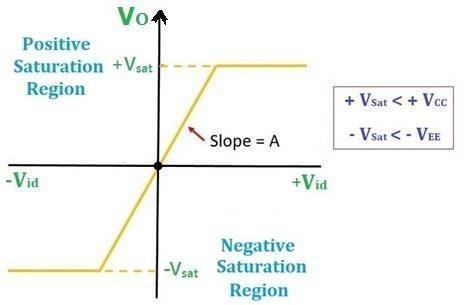 Vo
Positive
Saturation
Region
+Vsat
+ VSat < + VCC
- VSat < - VEE
Slope = A
-Vid
+Vid
Negative
Saturation
Region
-Vsat